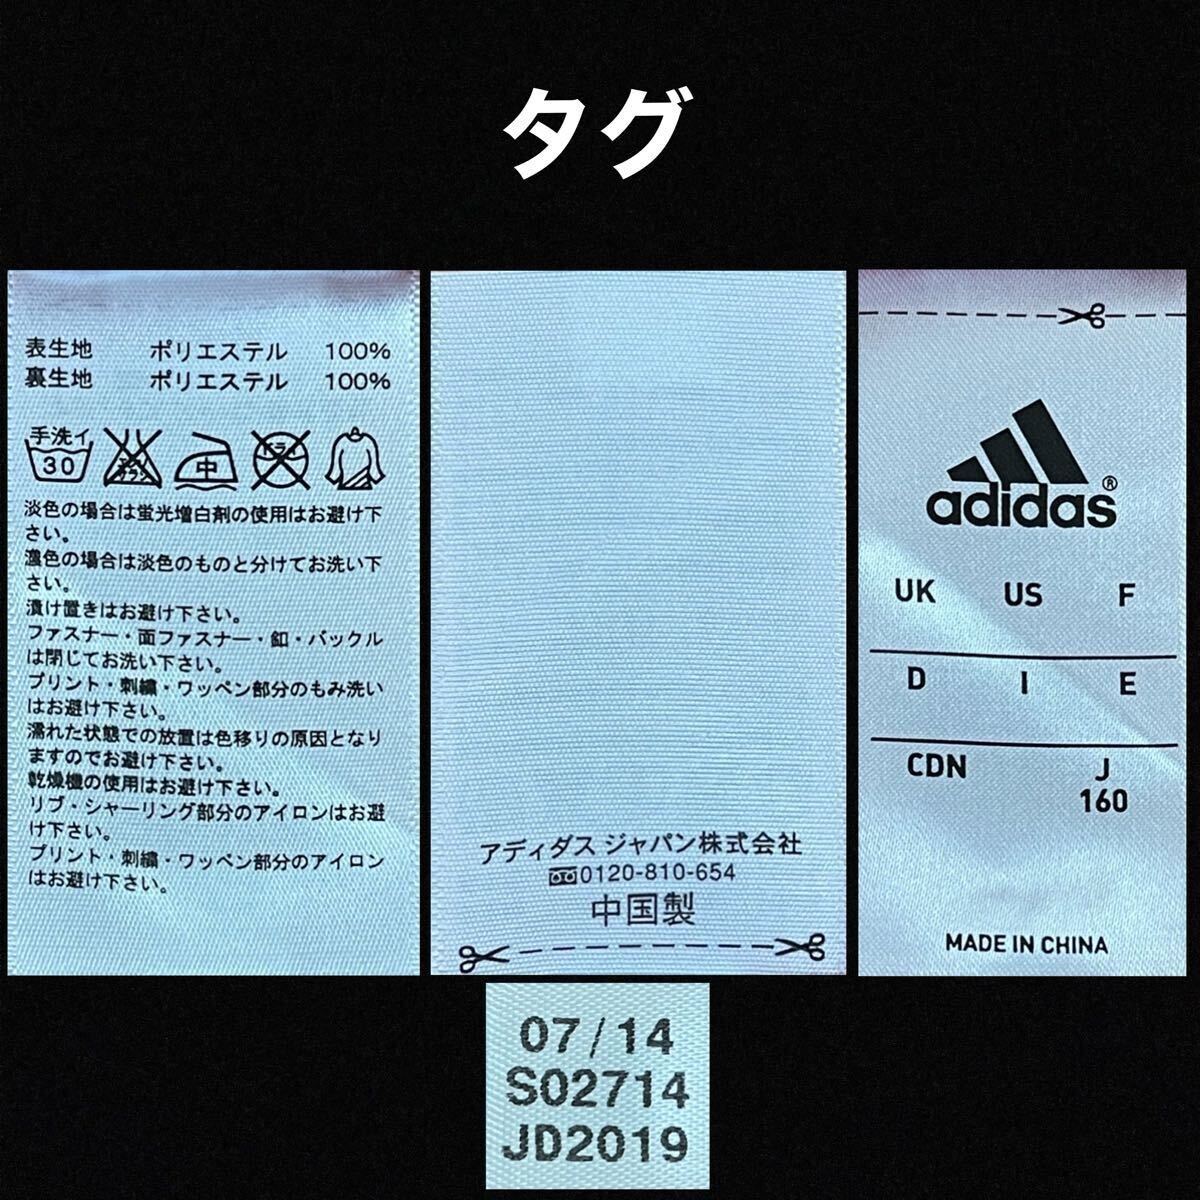 タグ
表生地 ポリエステル 100%
裏生地 ポリエステル 100%
手洗イ
30
エンソ
サラシ
中
ドライ
淡色の場合は蛍光増白剤の使用はお避け下
さい。
濃色の場合は淡色のものと分けてお洗い下
さい。
漬け置きはお避け下さい。
ファスナー・面ファスナー・釦・バックル
は閉じてお洗い下さい。
プリント・刺繍・ワッペン部分のもみ洗い
はお避け下さい。
濡れた状態での放置は色移りの原因となり
ますのでお避け下さい。
乾燥機の使用はお避け下さい。
リブ・シャーリング部分のアイロンはお避
け下さい。
プリント・刺繍・ワッペン部分のアイロン
はお避け下さい。
アディダス ジャパン株式会社
0120-810-654
中国製
adidas®
UK US F
D I E
CDN J
160
MADE IN CHINA
07/14
S02714
JD2019